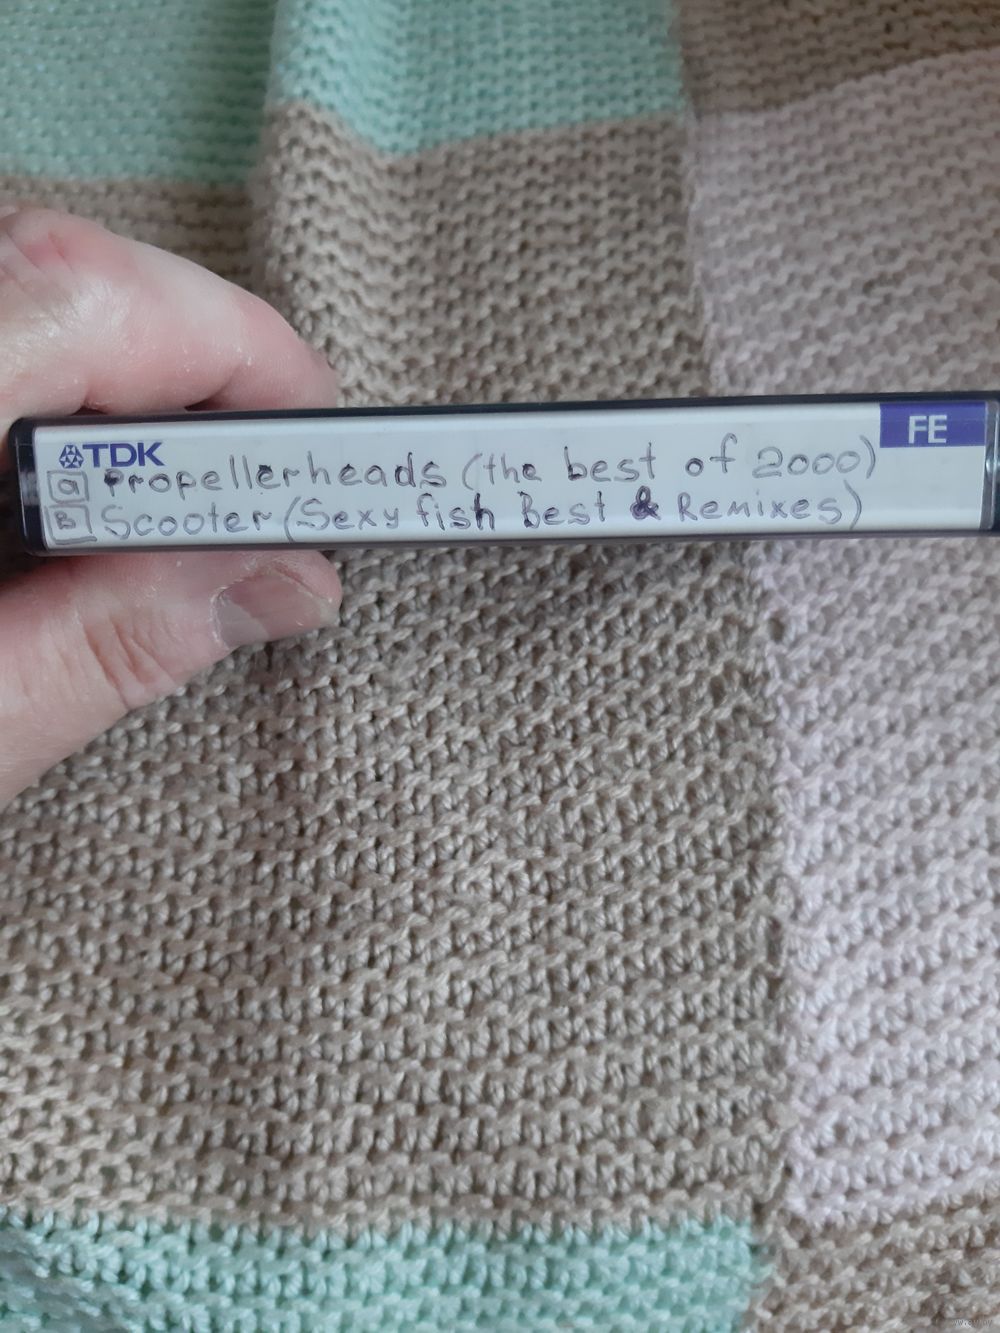 TDK
FE
a Propellerheads (the best of 2000)
B Scooter (Sexy fish Best & Remixes)